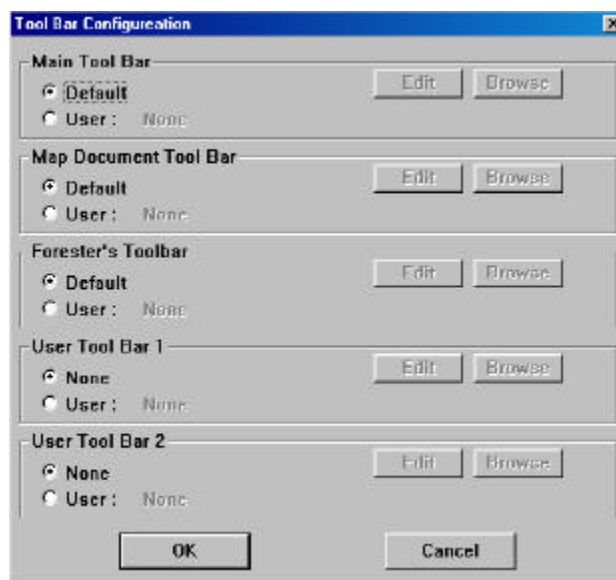 Tool Bar Configureation
Main Tool Bar
Default
Edit Browse
User : None
Map Document Tool Bar
Default
Edit Browse
User : None
Forester's Toolbar
Default
Edit Browse
User : None
User Tool Bar 1
None
Edit Browse
User : None
User Tool Bar 2
None
Edit Browse
User : None
OK Cancel